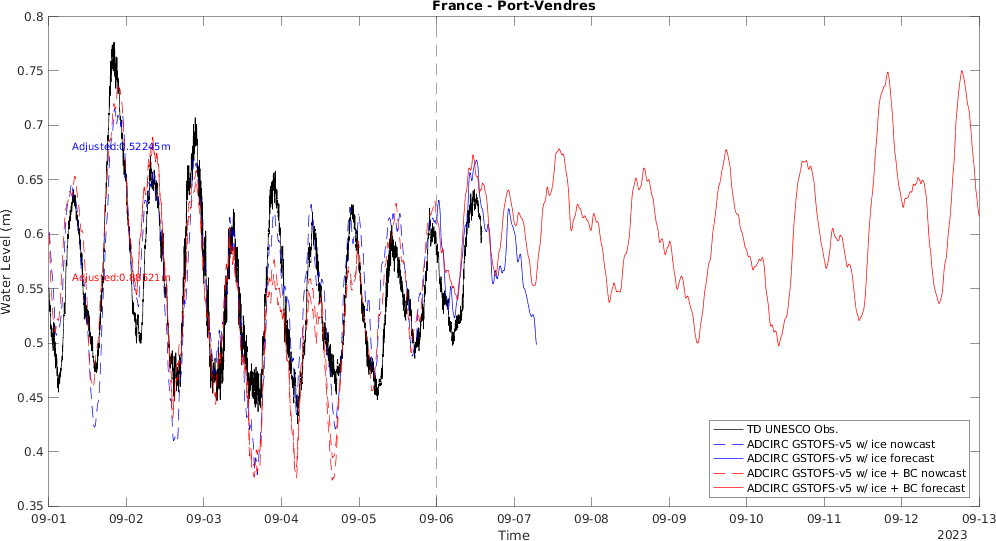 France - Port-Vendres
Water Level (m)
0.8
0.75
0.7
0.65
0.6
0.55
0.5
0.45
0.4
0.35
Adjusted:0.52245m
Adjusted:0.88621m
TD UNESCO Obs.
ADCIRC GSTOFS-v5 w/ ice nowcast
ADCIRC GSTOFS-v5 w/ ice forecast
ADCIRC GSTOFS-v5 w/ ice + BC nowcast
ADCIRC GSTOFS-v5 w/ ice + BC forecast
09-01 09-02 09-03 09-04 09-05 09-06 09-07 09-08 09-09 09-10 09-11 09-12 09-13
Time
2023